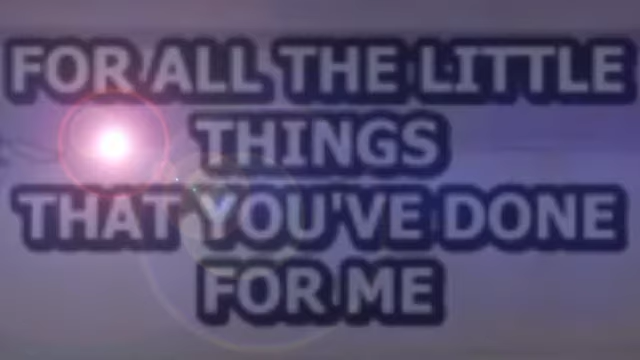 FOR ALL THE LITTLE
THINGS
THAT YOU'VE DONE
FOR ME